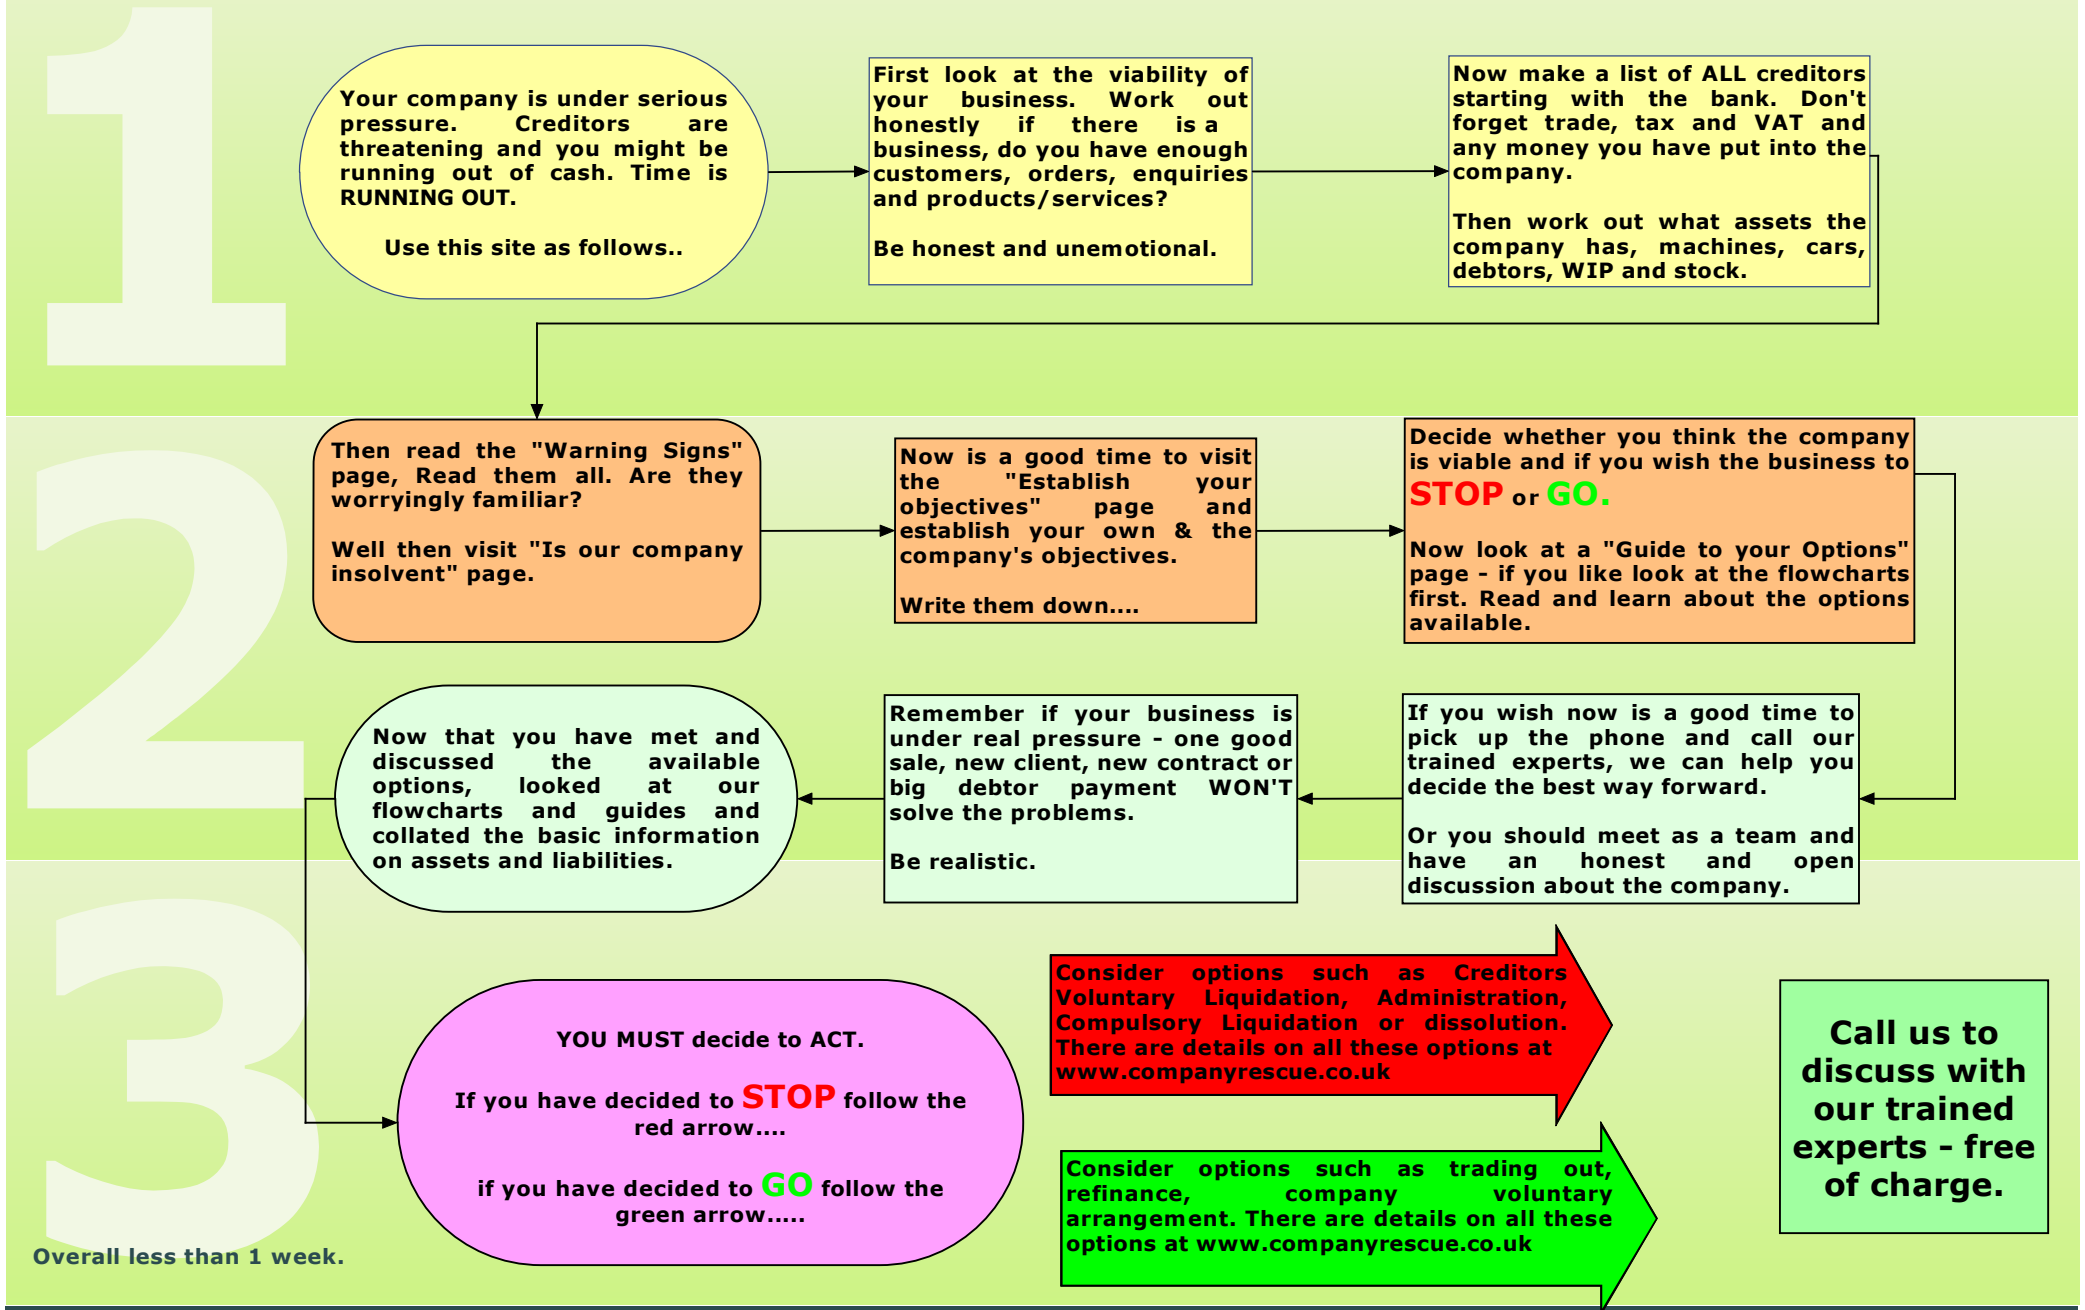 1
Your company is under serious
pressure. Creditors are
threatening and you might be
running out of cash. Time is
RUNNING OUT.
Use this site as follows..
First look at the viability of
your business. Work out
honestly if there is a
business, do you have enough
customers, orders, enquiries
and products/services?
Be honest and unemotional.
Now make a list of ALL creditors
starting with the bank. Don't
forget trade, tax and VAT and
any money you have put into the
company.
Then work out what assets the
company has, machines, cars,
debtors, WIP and stock.
2
Then read the "Warning Signs"
page, Read them all. Are they
worryingly familiar?
Well then visit "Is our company
insolvent" page.
Now is a good time to visit
the "Establish your
objectives" page and
establish your own & the
company's objectives.
Write them down....
Decide whether you think the company
is viable and if you wish the business to
STOP or GO.
Now look at a "Guide to your Options"
page - if you like look at the flowcharts
first. Read and learn about the options
available.
If you wish now is a good time to
pick up the phone and call our
trained experts, we can help you
decide the best way forward.
Or you should meet as a team and
have an honest and open
discussion about the company.
Remember if your business is
under real pressure - one good
sale, new client, new contract or
big debtor payment WON'T
solve the problems.
Be realistic.
Now that you have met and
discussed the available
options, looked at our
flowcharts and guides and
collated the basic information
on assets and liabilities.
3
YOU MUST decide to ACT.
If you have decided to STOP follow the
red arrow....
if you have decided to GO follow the
green arrow.....
Consider options such as Creditors
Voluntary Liquidation, Administration,
Compulsory Liquidation or dissolution.
There are details on all these options at
www.companyrescue.co.uk
Consider options such as trading out,
refinance, company voluntary
arrangement. There are details on all these
options at www.companyrescue.co.uk
Call us to
discuss with
our trained
experts - free
of charge.
Overall less than 1 week.